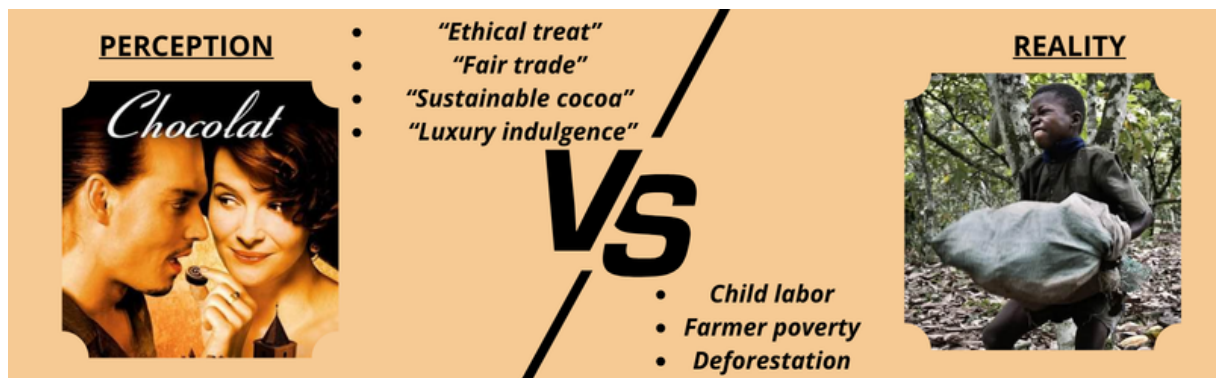 PERCEPTION
Chocolat
• “Ethical treat”
• “Fair trade”
• “Sustainable cocoa”
• “Luxury indulgence”
VS
REALITY
• Child labor
• Farmer poverty
• Deforestation